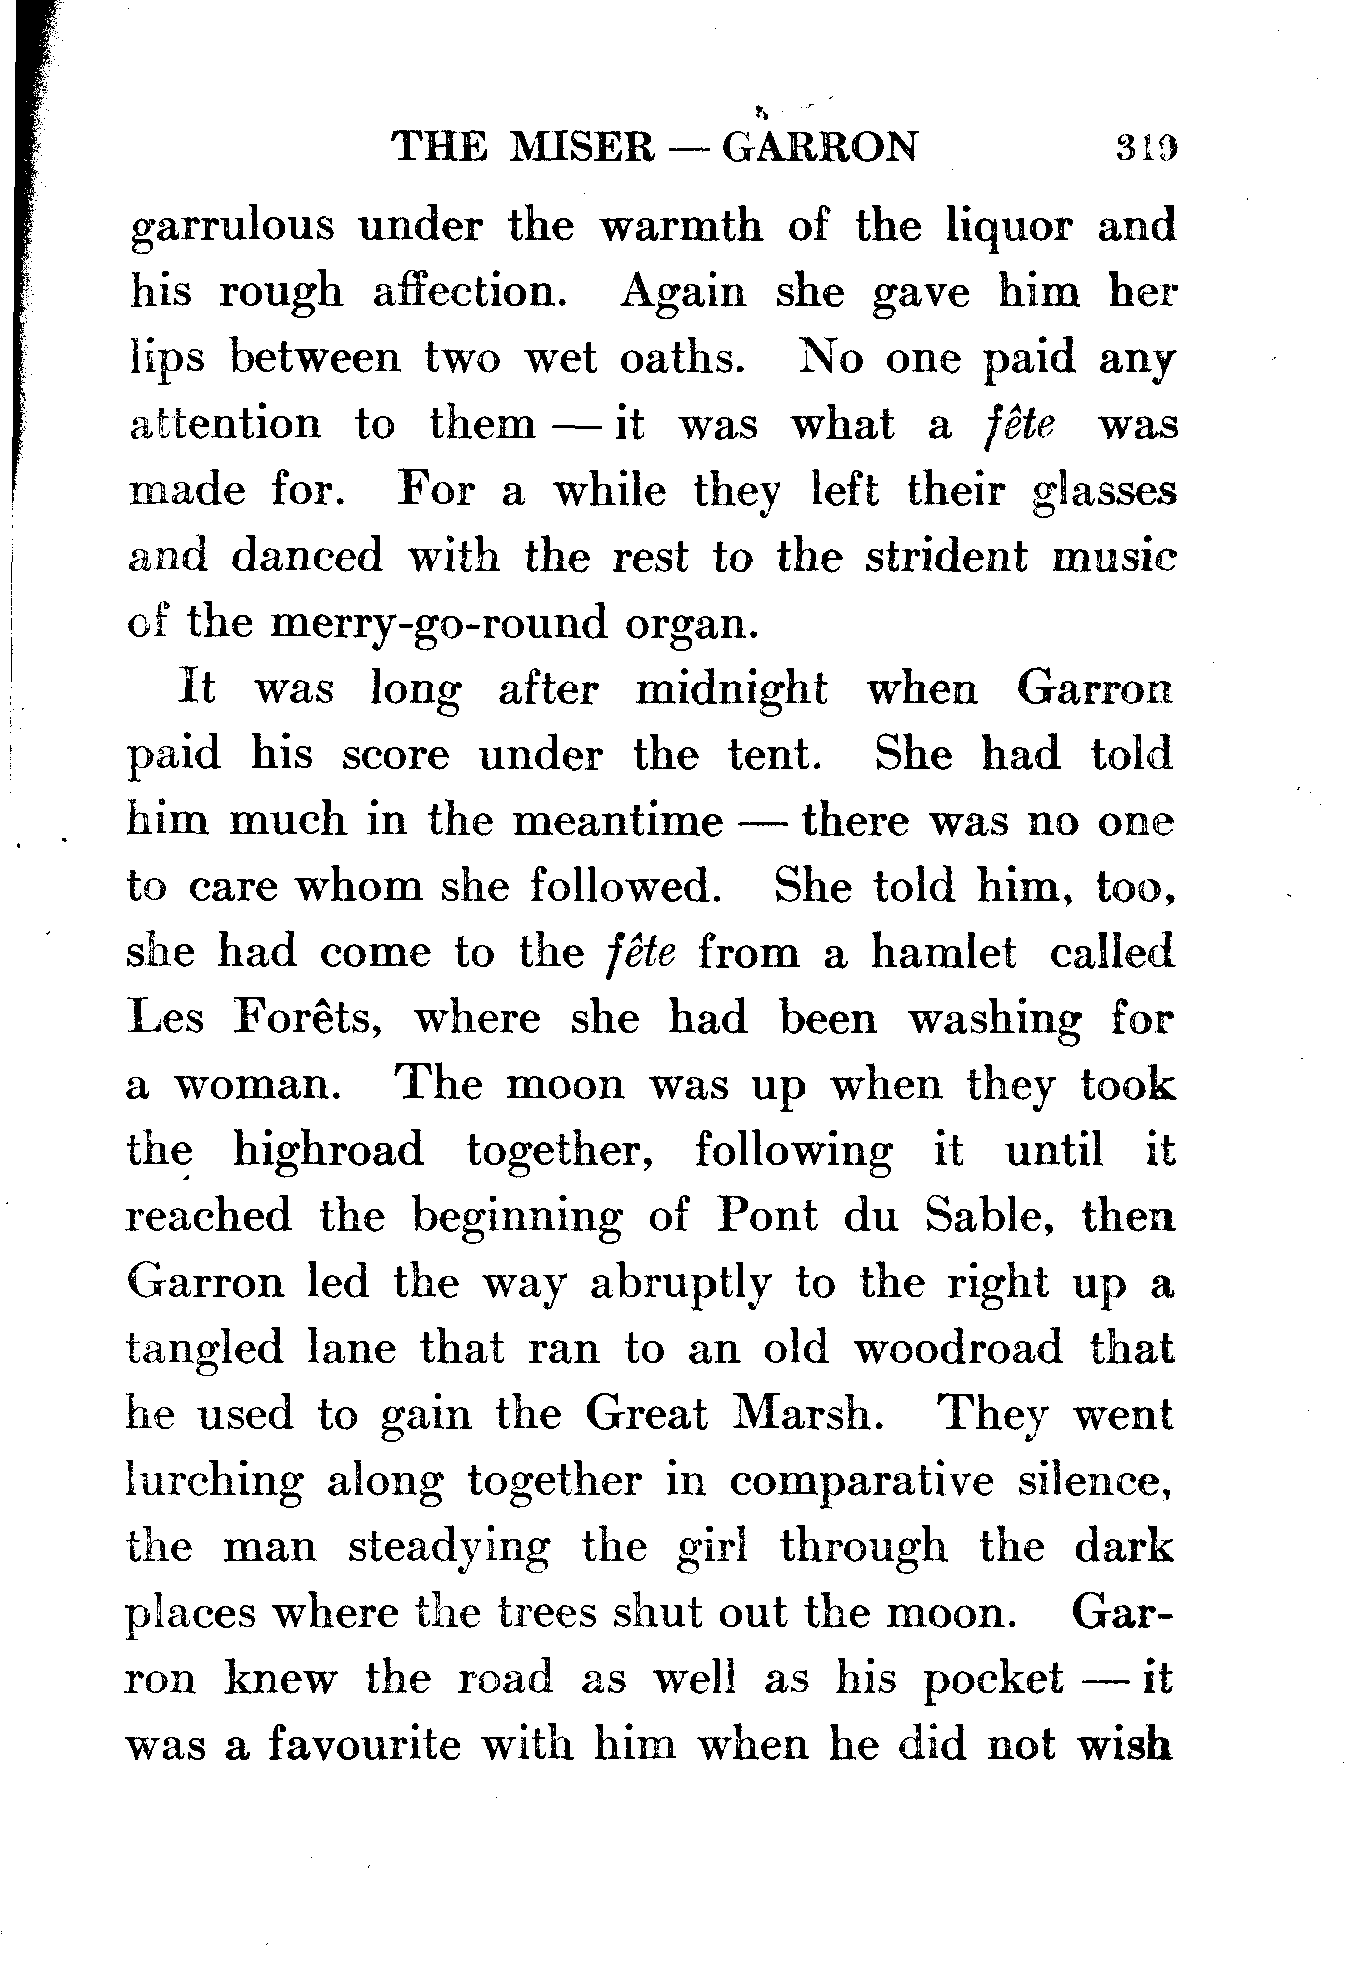 THE MISER — GARRON 319
garrulous under the warmth of the liquor and
his rough affection. Again she gave him her
lips between two wet oaths. No one paid any
attention to them — it was what a fête was
made for. For a while they left their glasses
and danced with the rest to the strident music
of the merry-go-round organ.
It was long after midnight when Garron
paid his score under the tent. She had told
him much in the meantime — there was no one
to care whom she followed. She told him, too,
she had come to the fête from a hamlet called
Les Forêts, where she had been washing for
a woman. The moon was up when they took
the highroad together, following it until it
reached the beginning of Pont du Sable, then
Garron led the way abruptly to the right up a
tangled lane that ran to an old woodroad that
he used to gain the Great Marsh. They went
lurching along together in comparative silence,
the man steadying the girl through the dark
places where the trees shut out the moon. Gar-
ron knew the road as well as his pocket — it
was a favourite with him when he did not wish